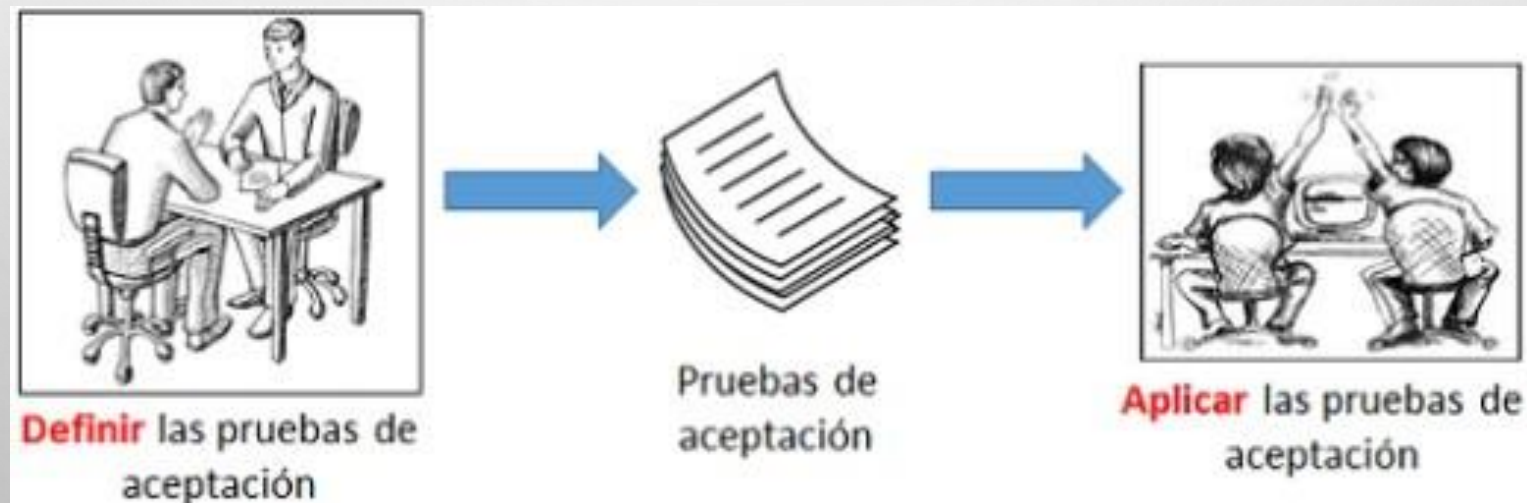 Definir las pruebas de
aceptación
Pruebas de
aceptación
Aplicar las pruebas de
aceptación